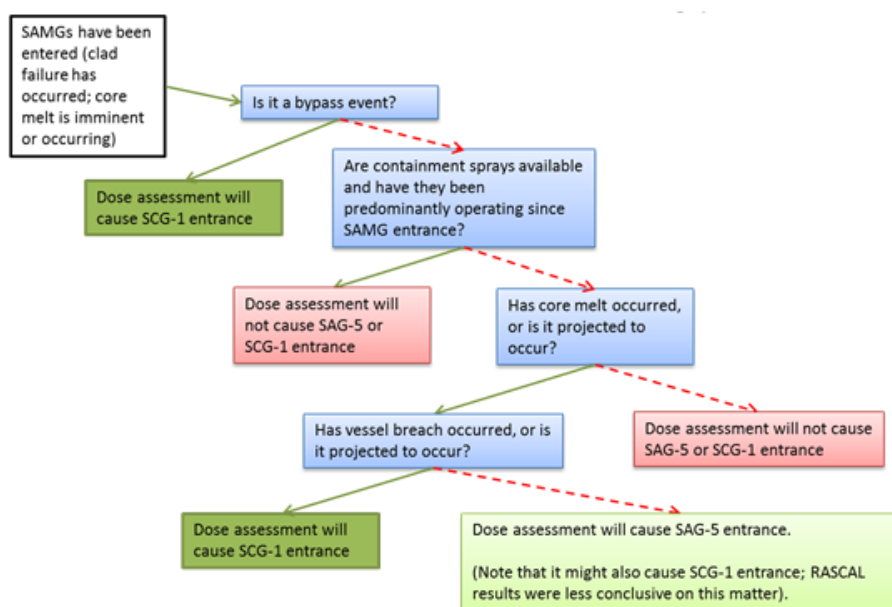 SAMGs have been
entered (clad
failure has
occurred; core
melt is imminent
or occurring)
Is it a bypass event?
Dose assessment will
cause SCG-1 entrance
Are containment sprays available
and have they been
predominantly operating since
SAMG entrance?
Dose assessment will
not cause SAG-5 or
SCG-1 entrance
Has core melt occurred,
or is it projected to
occur?
Has vessel breach occurred, or is
it projected to occur?
Dose assessment will not cause
SAG-5 or SCG-1 entrance
Dose assessment will
cause SCG-1 entrance
Dose assessment will cause SAG-5 entrance.
(Note that it might also cause SCG-1 entrance; RASCAL
results were less conclusive on this matter).